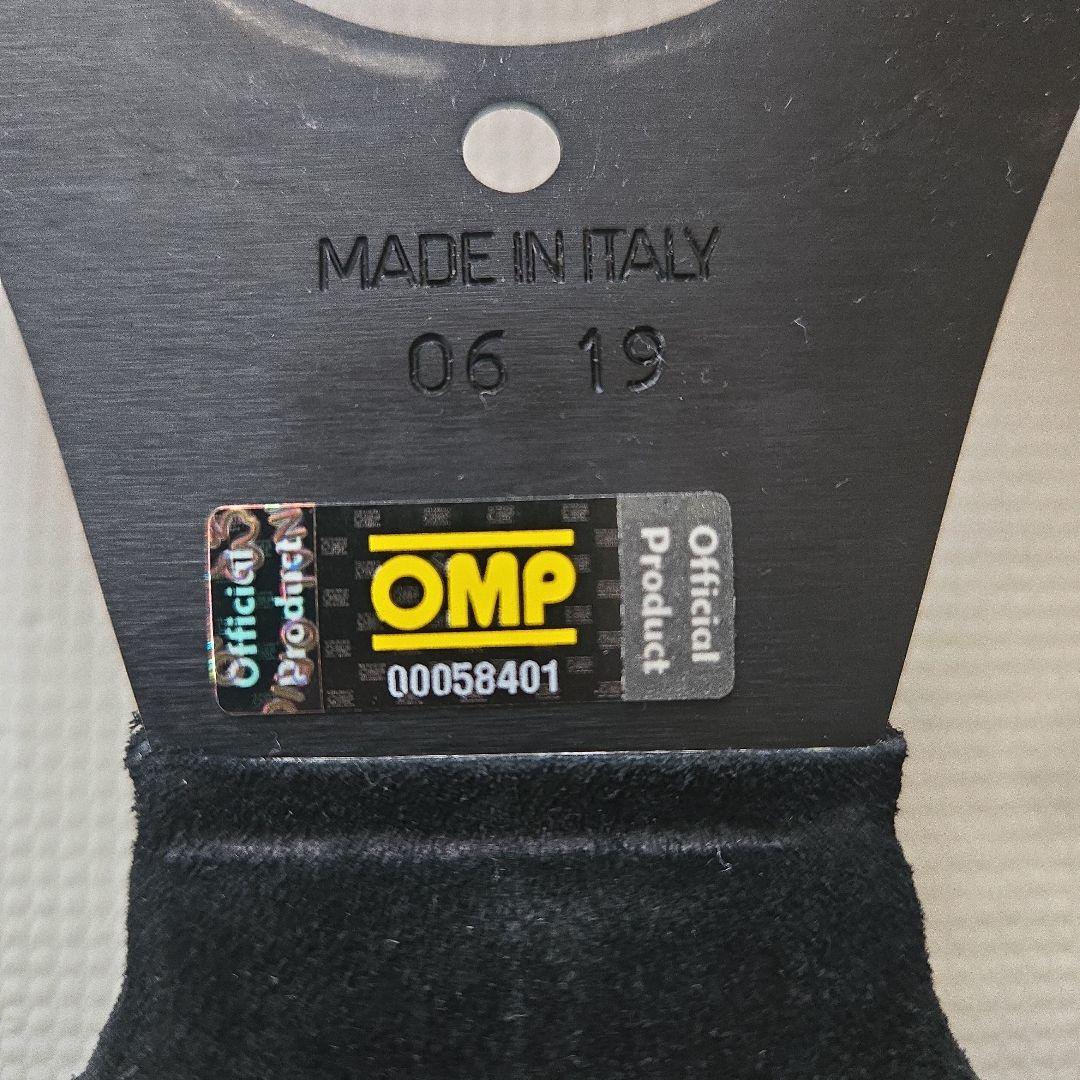 MADE IN ITALY
06 19
Official
Product
OMP
00058401
Official
Product